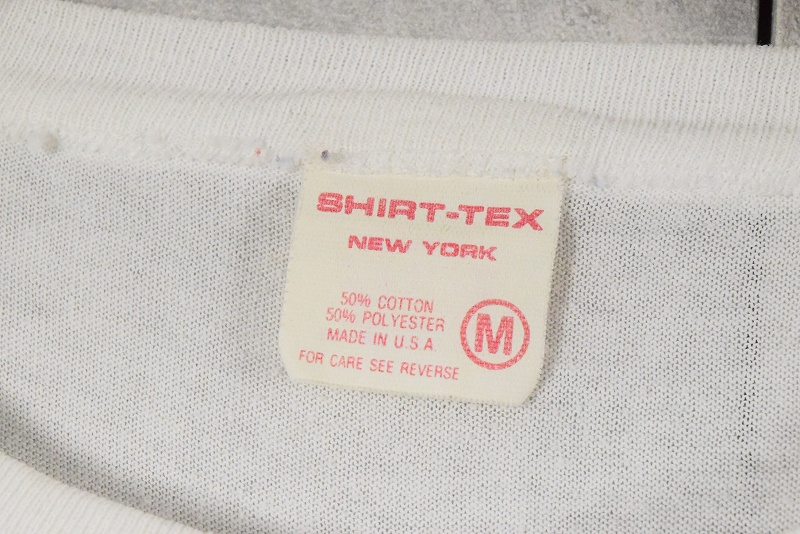 SHIRT-TEX
NEW YORK
50% COTTON
50% POLYESTER
MADE IN U.S.A
FOR CARE SEE REVERSE
M